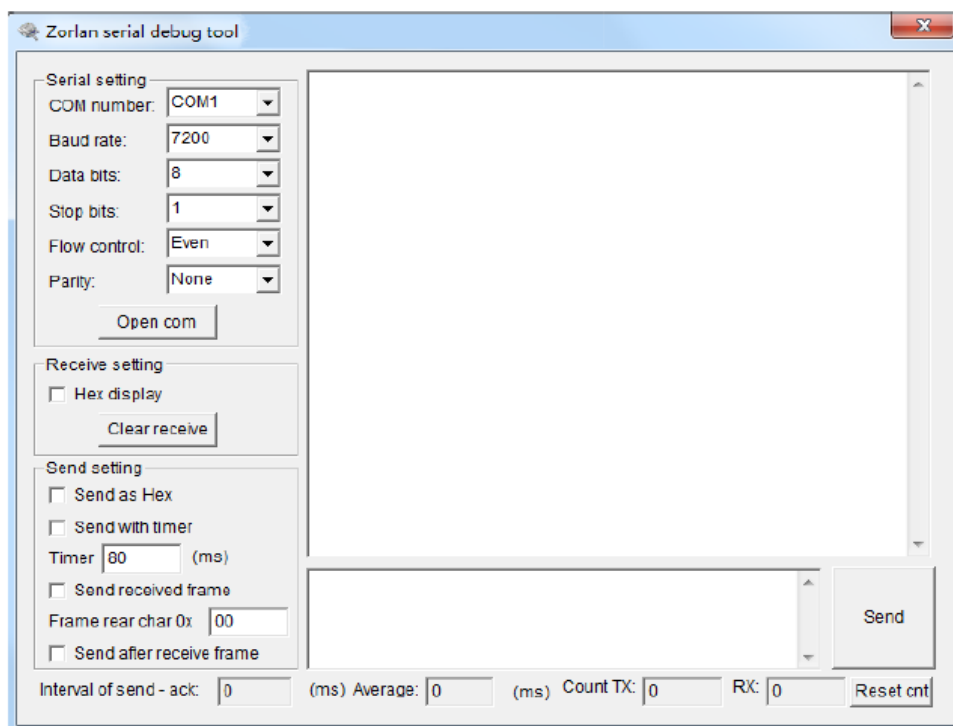 Zorlan serial debug tool
Serial setting
COM number: COM1
Baud rate: 7200
Data bits: 8
Stop bits: 1
Flow control: Even
Parity: None
Open com
Receive setting
Hex display
Clear receive
Send setting
Send as Hex
Send with timer
Timer 80 (ms)
Send received frame
Frame rear char 0x 00
Send after receive frame
Send
Interval of send - ack: 0 (ms) Average: 0 (ms) Count TX: 0 RX: 0 Reset cnt